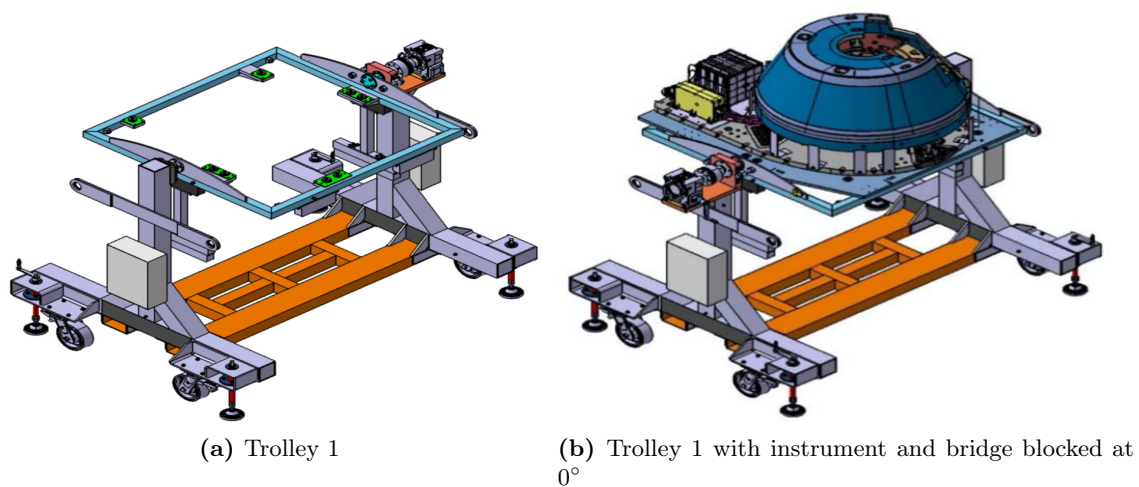 (a) Trolley 1
(b) Trolley 1 with instrument and bridge blocked at
0°